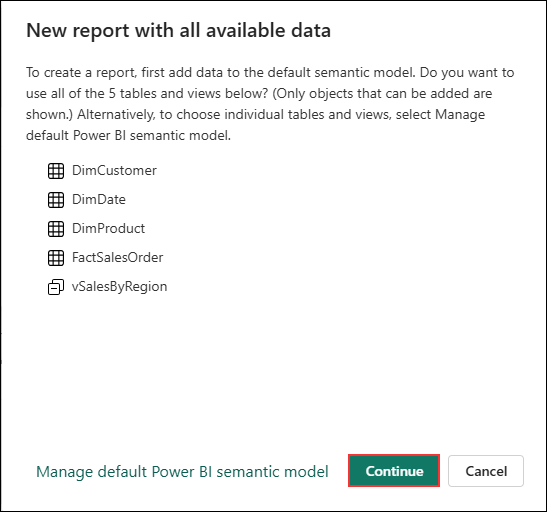 New report with all available data
To create a report, first add data to the default semantic model. Do you want to
use all of the 5 tables and views below? (Only objects that can be added are
shown.) Alternatively, to choose individual tables and views, select Manage
default Power BI semantic model.
DimCustomer
DimDate
DimProduct
FactSalesOrder
vSalesByRegion
Manage default Power BI semantic model Continue Cancel